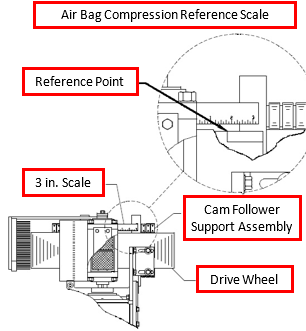 Air Bag Compression Reference Scale
Reference Point
3 in. Scale
Cam Follower
Support Assembly
Drive Wheel